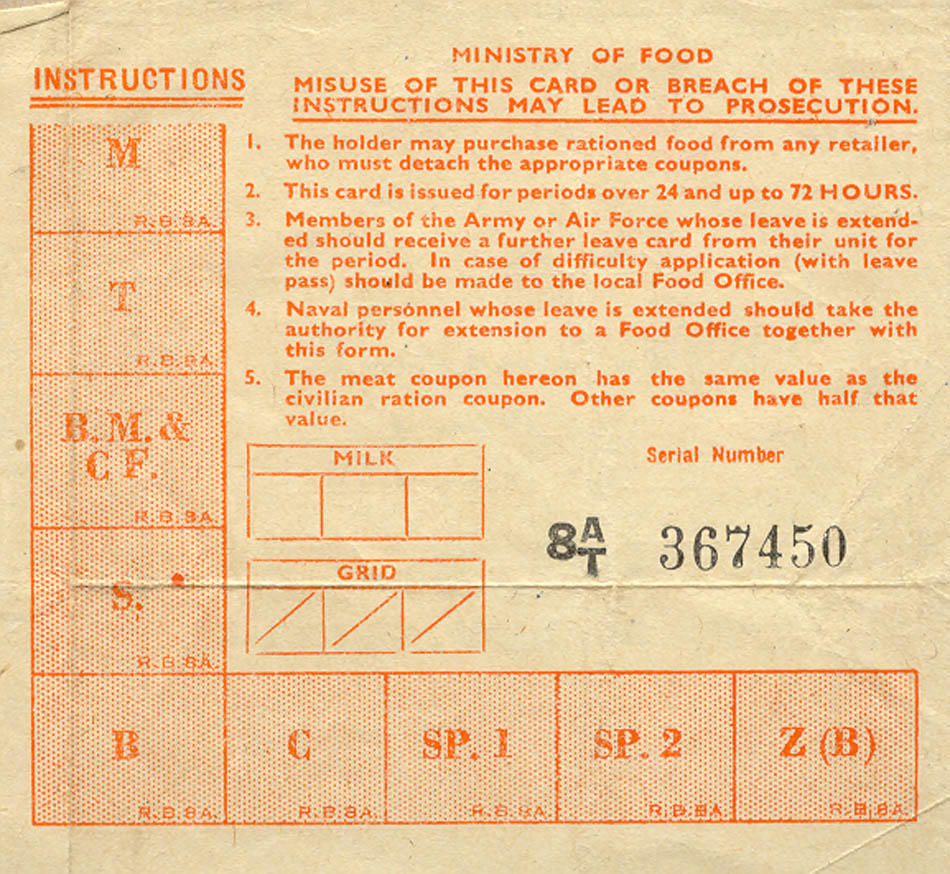 MINISTRY OF FOOD
INSTRUCTIONS
MISUSE OF THIS CARD OR BREACH OF THESE
INSTRUCTIONS MAY LEAD TO PROSECUTION.
1. The holder may purchase rationed food from any retailer,
who must detach the appropriate coupons.
2. This card is issued for periods over 24 and up to 72 HOURS.
3. Members of the Army or Air Force whose leave is extend-
ed should receive a further leave card from their unit for
the period. In case of difficulty application (with leave
pass) should be made to the local Food Office.
4. Naval personnel whose leave is extended should take the
authority for extension to a Food Office together with
this form.
5. The meat coupon hereon has the same value as the
civilian ration coupon. Other coupons have half that
value.
M
R.B.8A.
T
R.B.8A.
B.M. &
C F.
R.B.8A.
S.
R.B.8A.
MILK
GRID
Serial Number
8A/T 367450
B
R.B.8A.
C
R.B.8A.
SP. 1
R.B.8A.
SP. 2
R.B.8A.
Z (B)
R.B.8A.